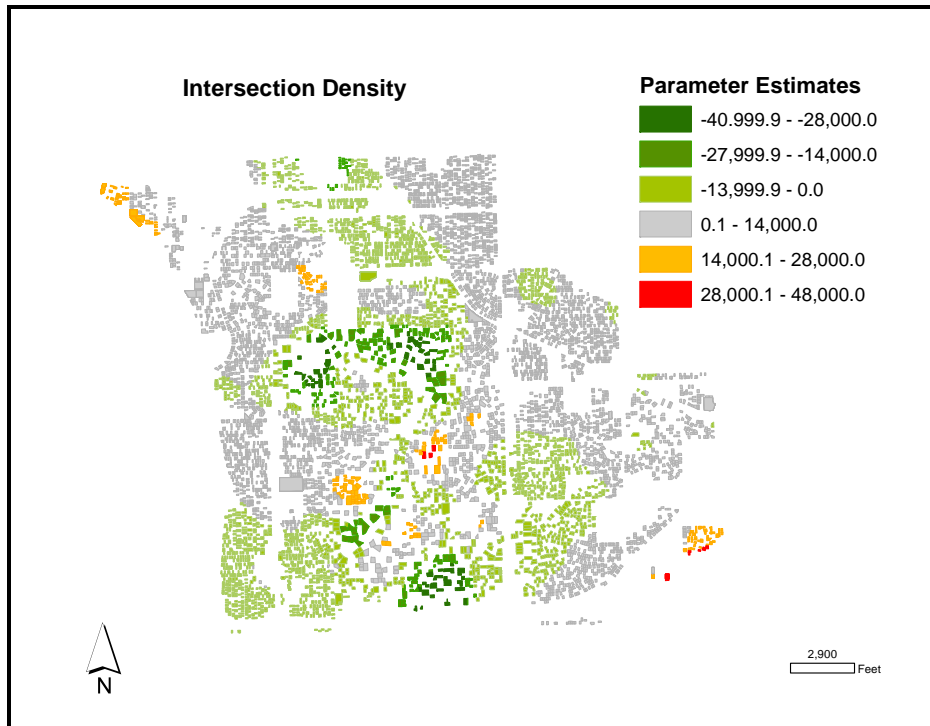 Intersection Density
Parameter Estimates
-40.999.9 - -28,000.0
-27,999.9 - -14,000.0
-13,999.9 - 0.0
0.1 - 14,000.0
14,000.1 - 28,000.0
28,000.1 - 48,000.0
N
2,900
Feet